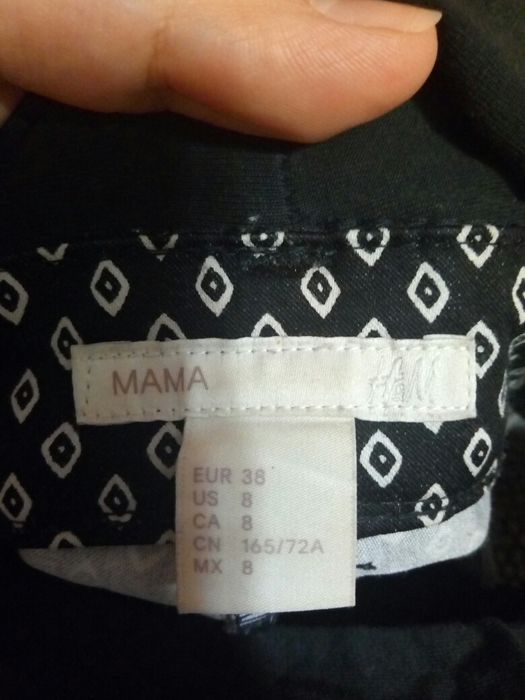 MAMA H&M
EUR 38
US 8
CA 8
CN 165/72A
MX 8